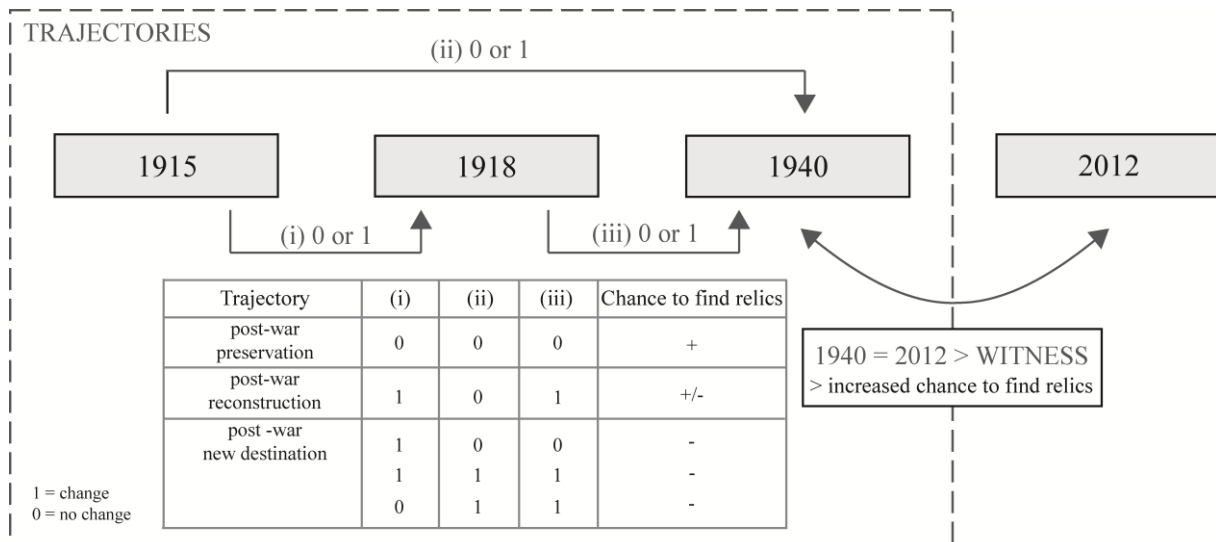 TRAJECTORIES
(ii) 0 or 1
1915
1918
1940
2012
(i) 0 or 1
(iii) 0 or 1
Trajectory (i) (ii) (iii) Chance to find relics
post-war
preservation 0 0 0 +
post-war
reconstruction 1 0 1 +/-
post -war
new destination 1 0 0 -
1 1 1 -
0 1 1 -
1940 = 2012 > WITNESS
> increased chance to find relics
1 = change
0 = no change